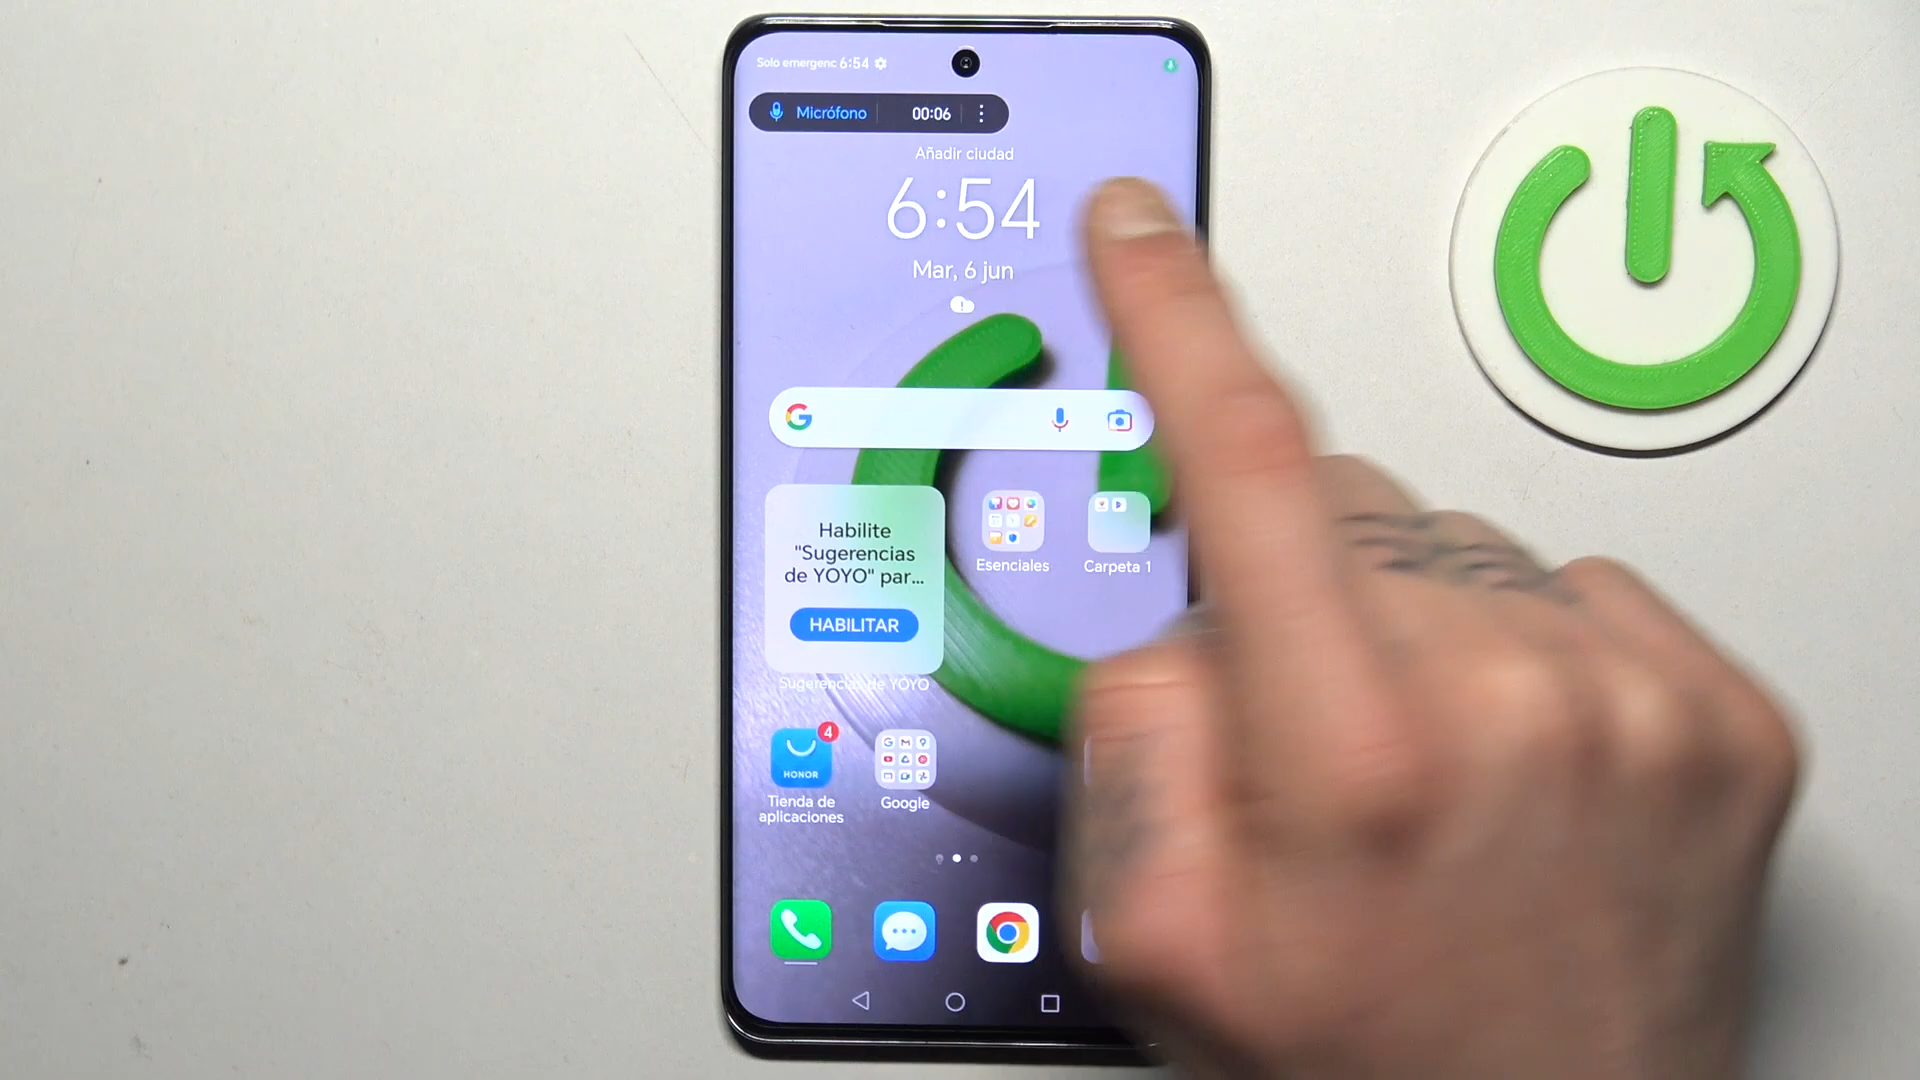 Solo emergenc 6:54
Micrófono 00:06
Añadir ciudad
6:54
Mar, 6 jun
Habilite
"Sugerencias
de YOYO" par...
HABILITAR
Sugerencias de YOYO
Esenciales
Carpeta 1
4
HONOR
Tienda de
aplicaciones
Google